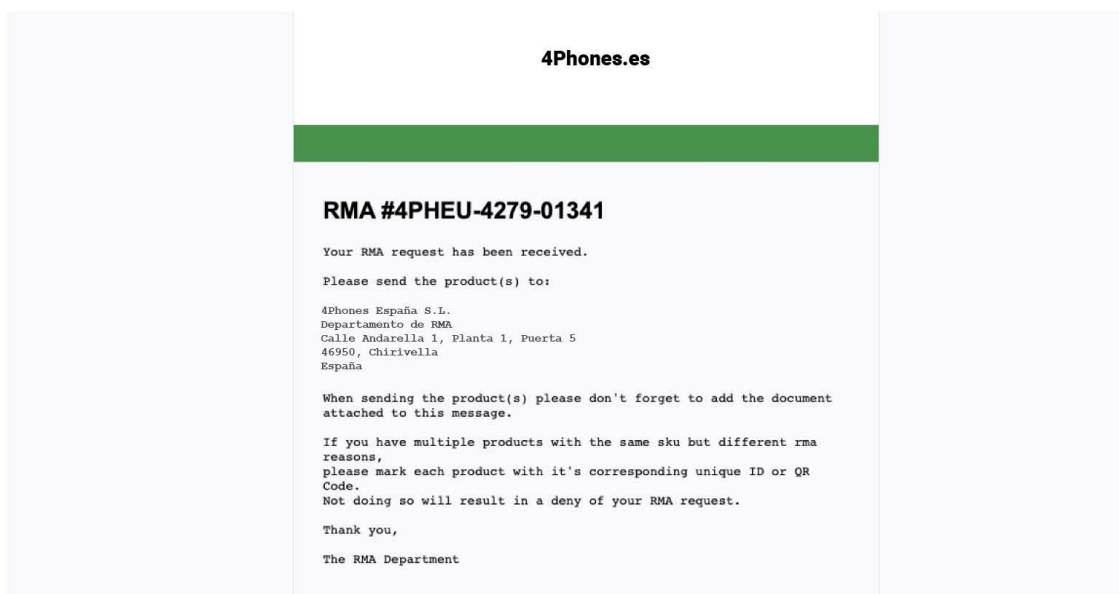 4Phones.es
RMA #4PHEU-4279-01341
Your RMA request has been received.
Please send the product(s) to:
4Phones España S.L.
Departamento de RMA
Calle Andarella 1, Planta 1, Puerta 5
46950, Chirivella
España
When sending the product(s) please don't forget to add the document
attached to this message.
If you have multiple products with the same sku but different rma
reasons,
please mark each product with it's corresponding unique ID or QR
Code.
Not doing so will result in a deny of your RMA request.
Thank you,
The RMA Department